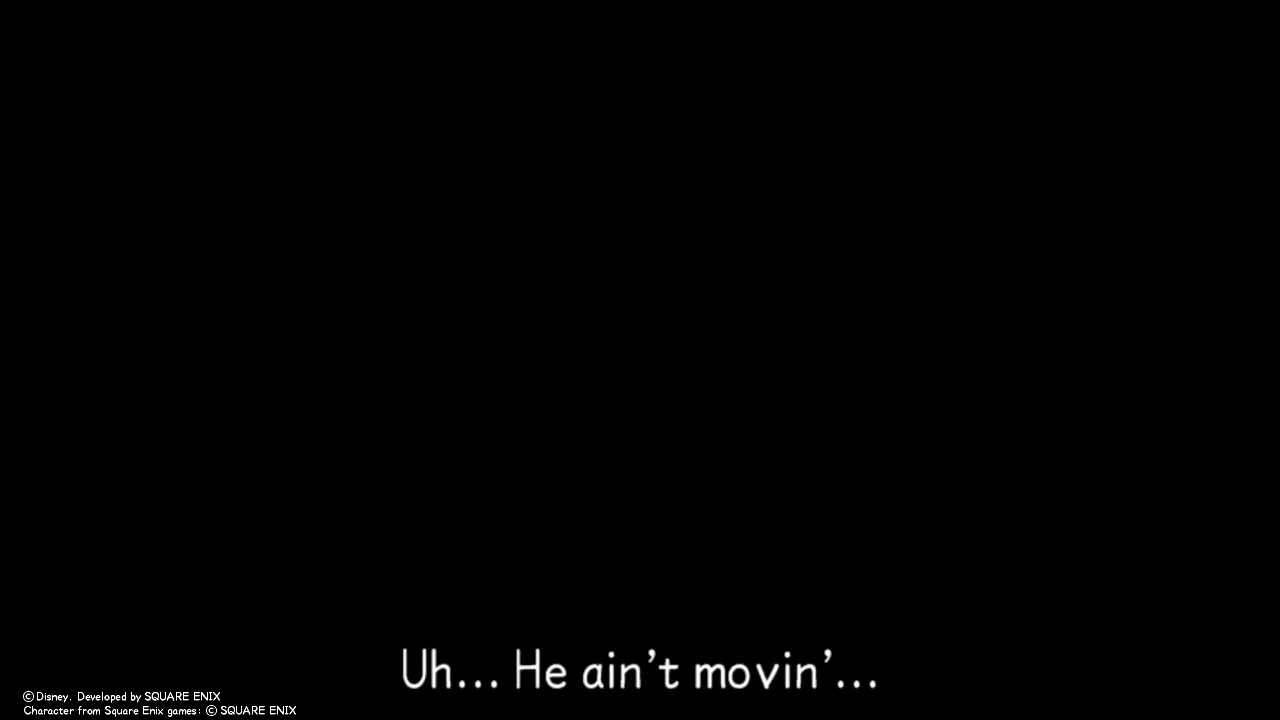 Uh... He ain't movin'...
©Disney. Developed by SQUARE ENIX
Character from Square Enix games: © SQUARE ENIX